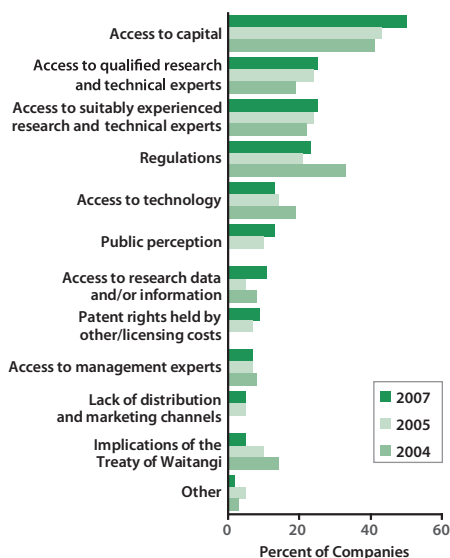 Access to capital
Access to qualified research
and technical experts
Access to suitably experienced
research and technical experts
Regulations
Access to technology
Public perception
Access to research data
and/or information
Patent rights held by
other/licensing costs
Access to management experts
Lack of distribution
and marketing channels
Implications of the
Treaty of Waitangi
Other
2007
2005
2004
0 20 40 60
Percent of Companies